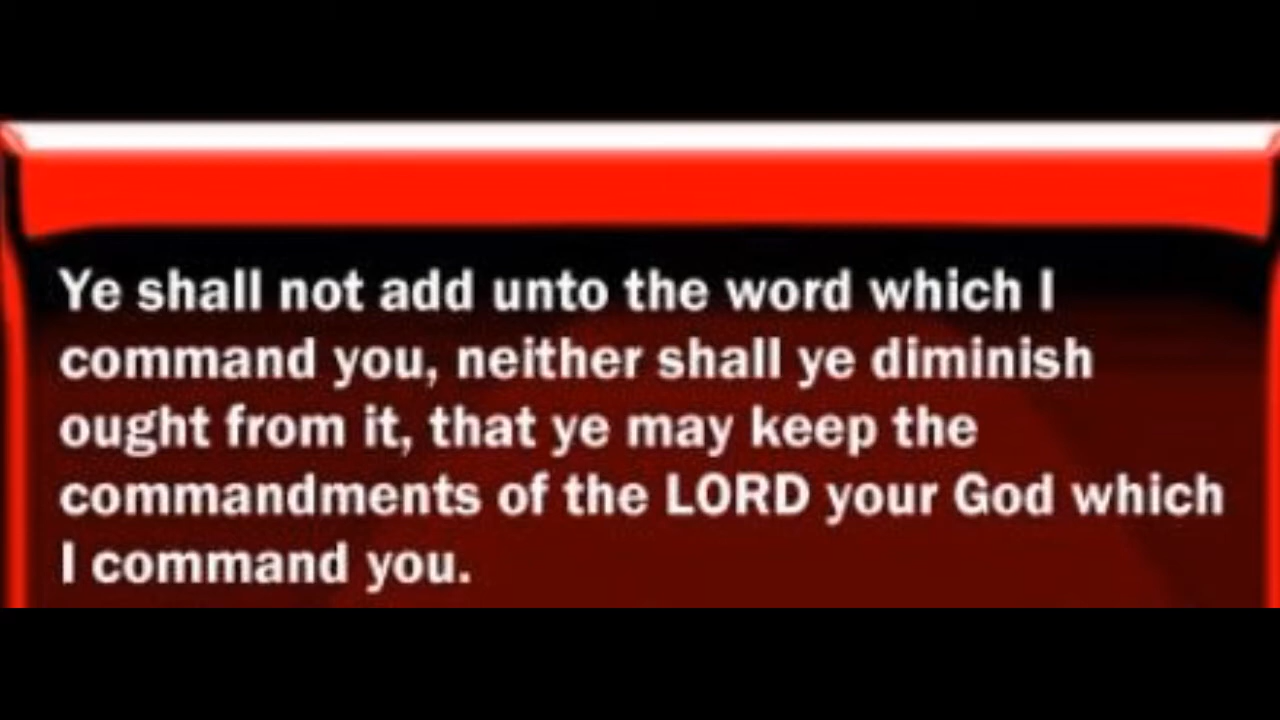 Ye shall not add unto the word which I
command you, neither shall ye diminish
ought from it, that ye may keep the
commandments of the LORD your God which
I command you.